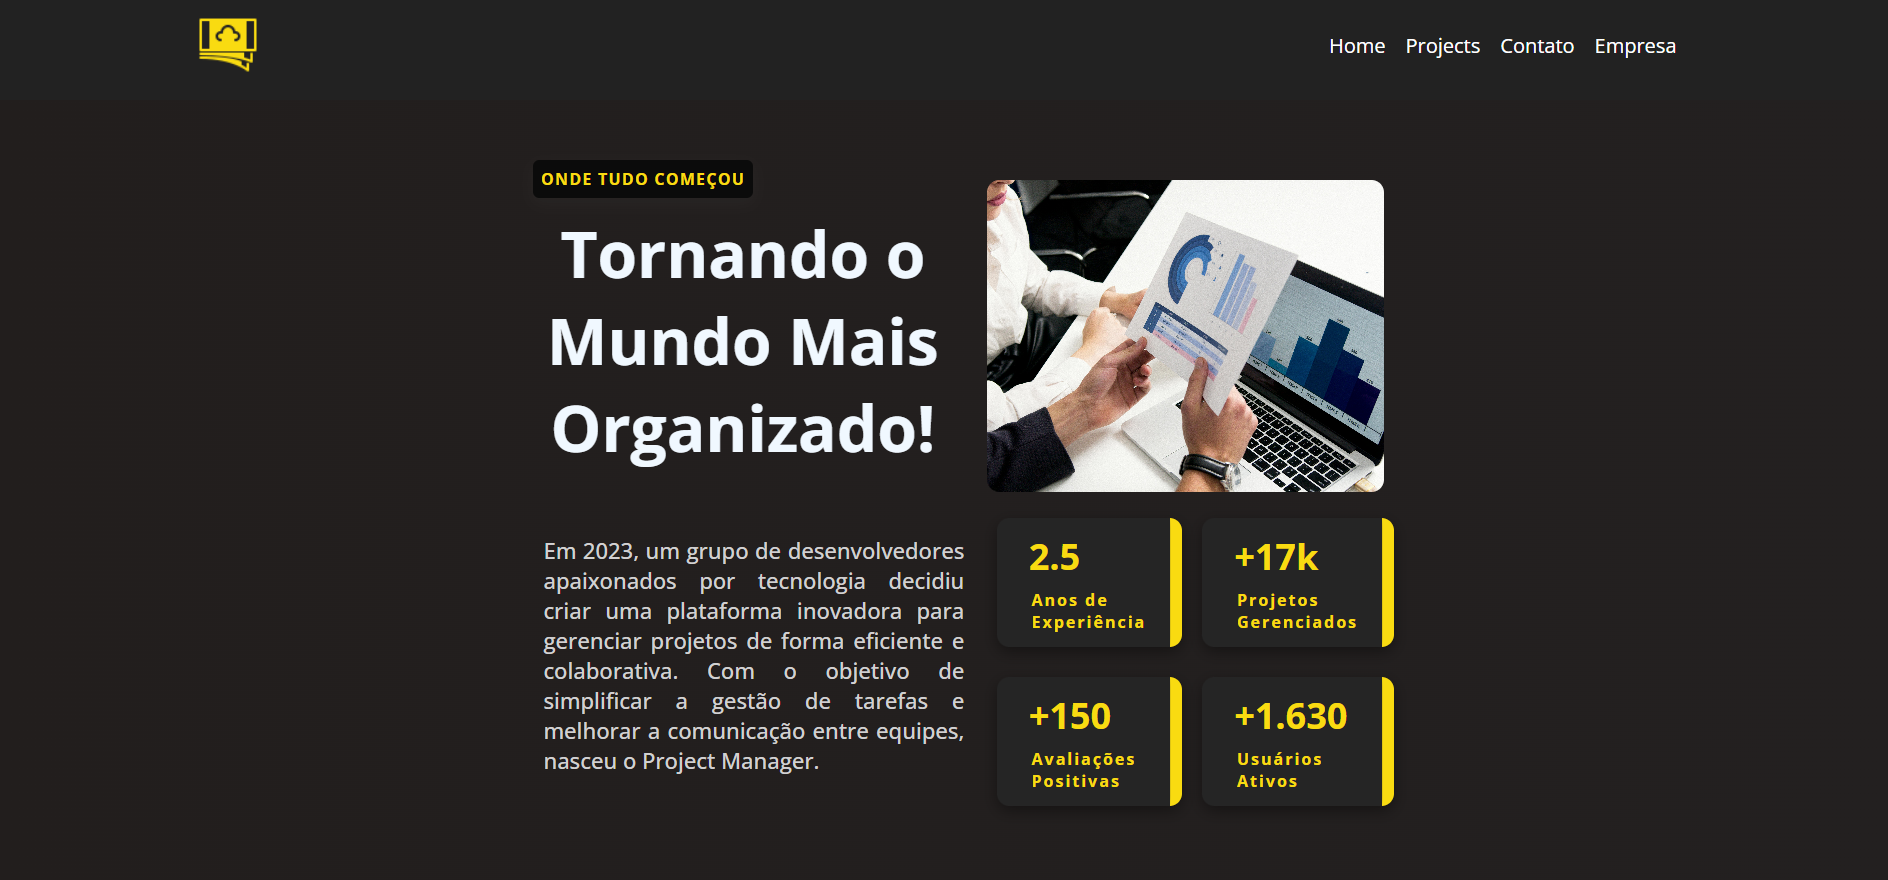 Home Projects Contato Empresa
ONDE TUDO COMEÇOU
Tornando o
Mundo Mais
Organizado!
Em 2023, um grupo de desenvolvedores
apaixonados por tecnologia decidiu
criar uma plataforma inovadora para
gerenciar projetos de forma eficiente e
colaborativa. Com o objetivo de
simplificar a gestão de tarefas e
melhorar a comunicação entre equipes,
nasceu o Project Manager.
2.5
Anos de
Experiência
+17k
Projetos
Gerenciados
+150
Avaliações
Positivas
+1.630
Usuários
Ativos